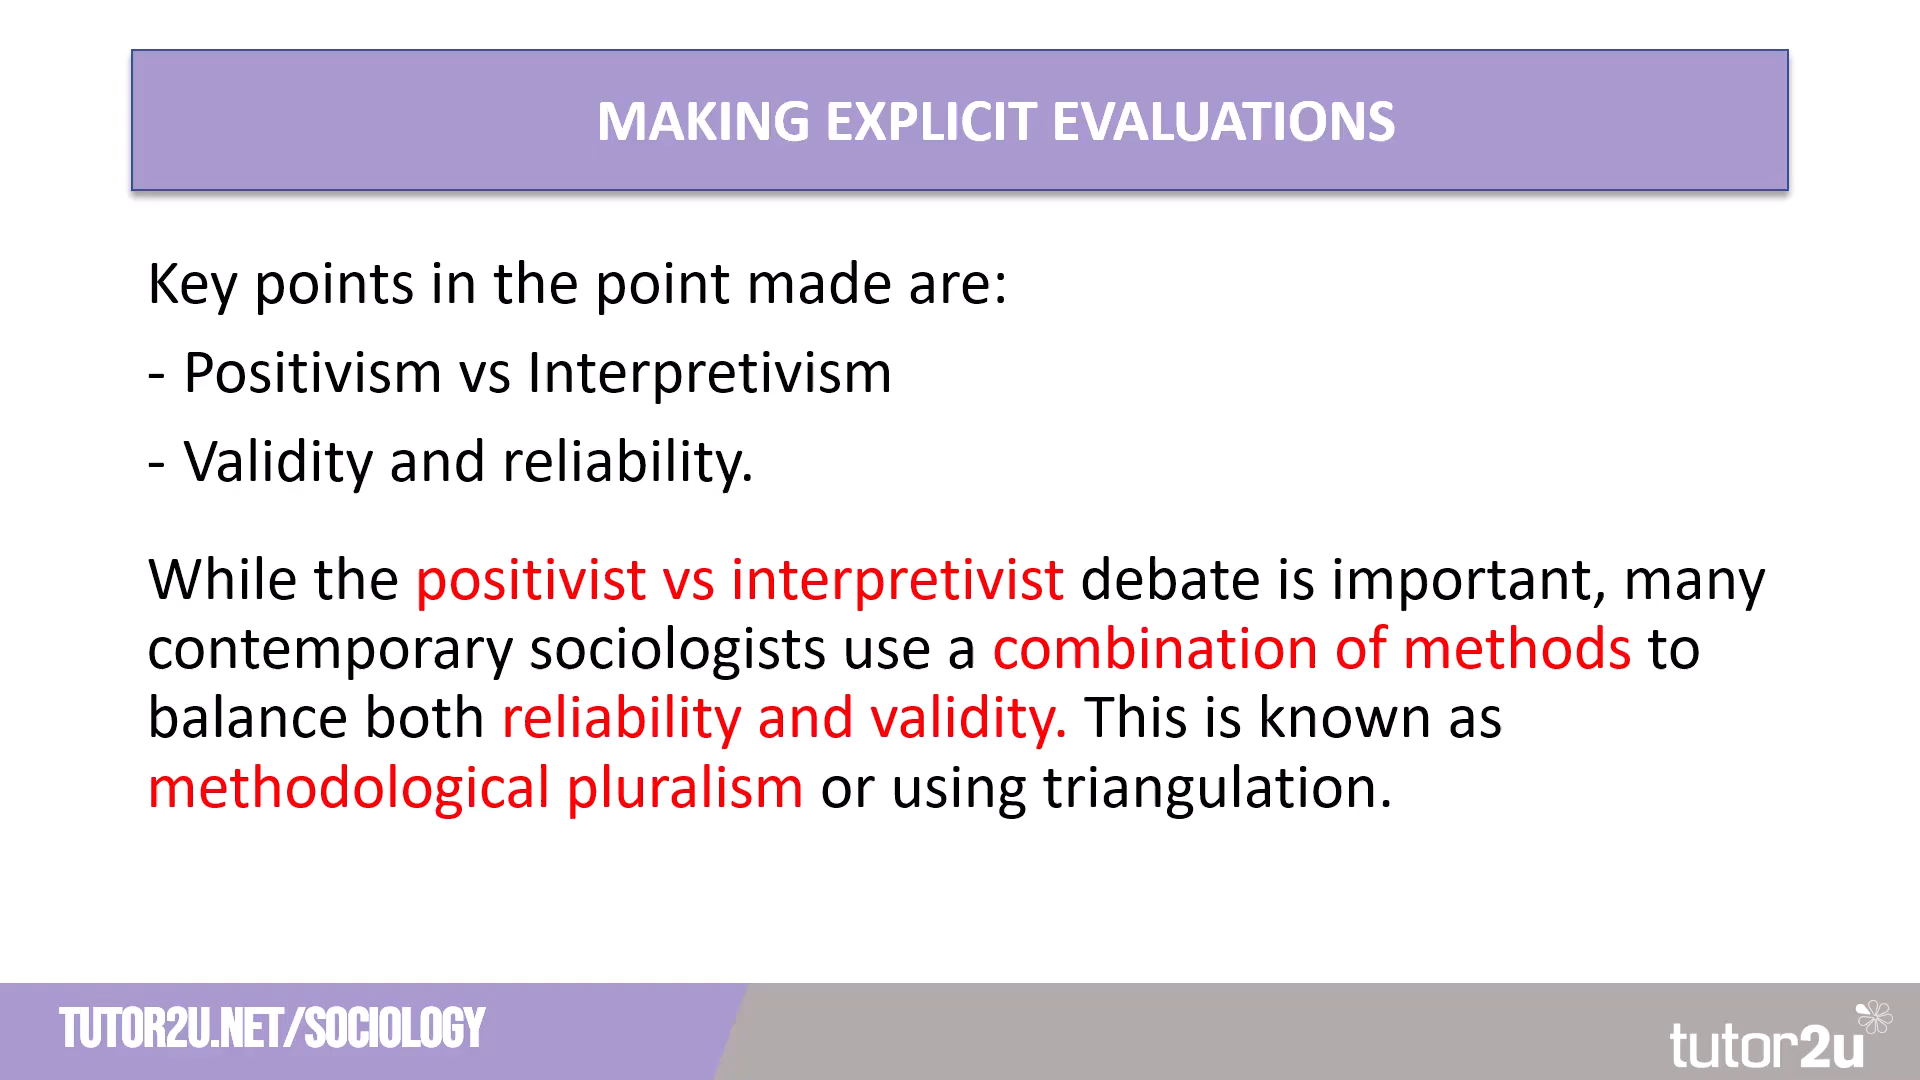 MAKING EXPLICIT EVALUATIONS
Key points in the point made are:
- Positivism vs Interpretivism
- Validity and reliability.
While the positivist vs interpretivist debate is important, many
contemporary sociologists use a combination of methods to
balance both reliability and validity. This is known as
methodological pluralism or using triangulation.
TUTOR2U.NET/SOCIOLOGY
tutor2u